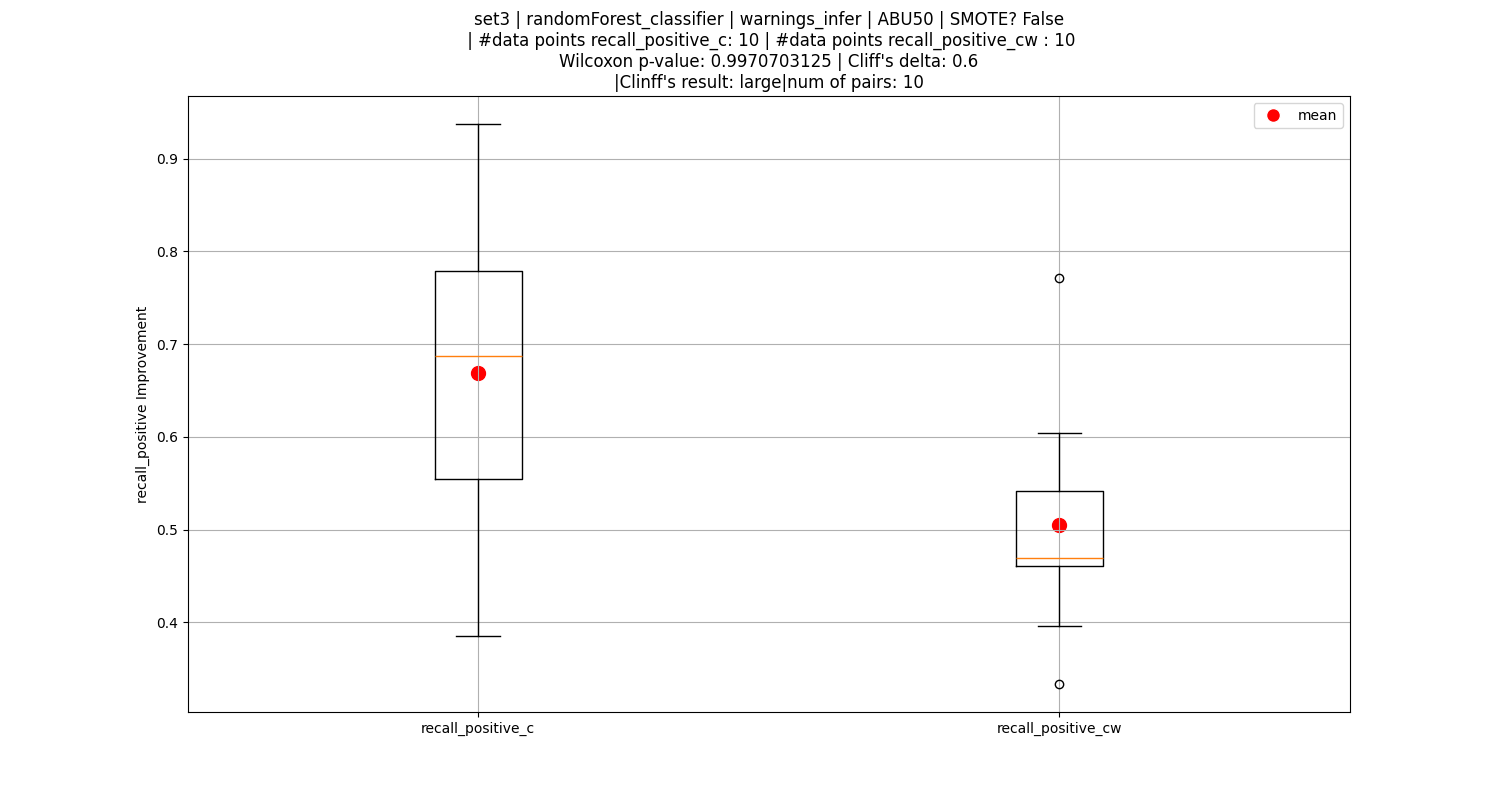 set3 | randomForest_classifier | warnings_infer | ABU50 | SMOTE? False
| #data points recall_positive_c: 10 | #data points recall_positive_cw : 10
Wilcoxon p-value: 0.9970703125 | Cliff's delta: 0.6
|Clinff's result: large|num of pairs: 10
mean
0.9
0.8
0.7
0.6
0.5
0.4
recall_positive Improvement
recall_positive_c
recall_positive_cw